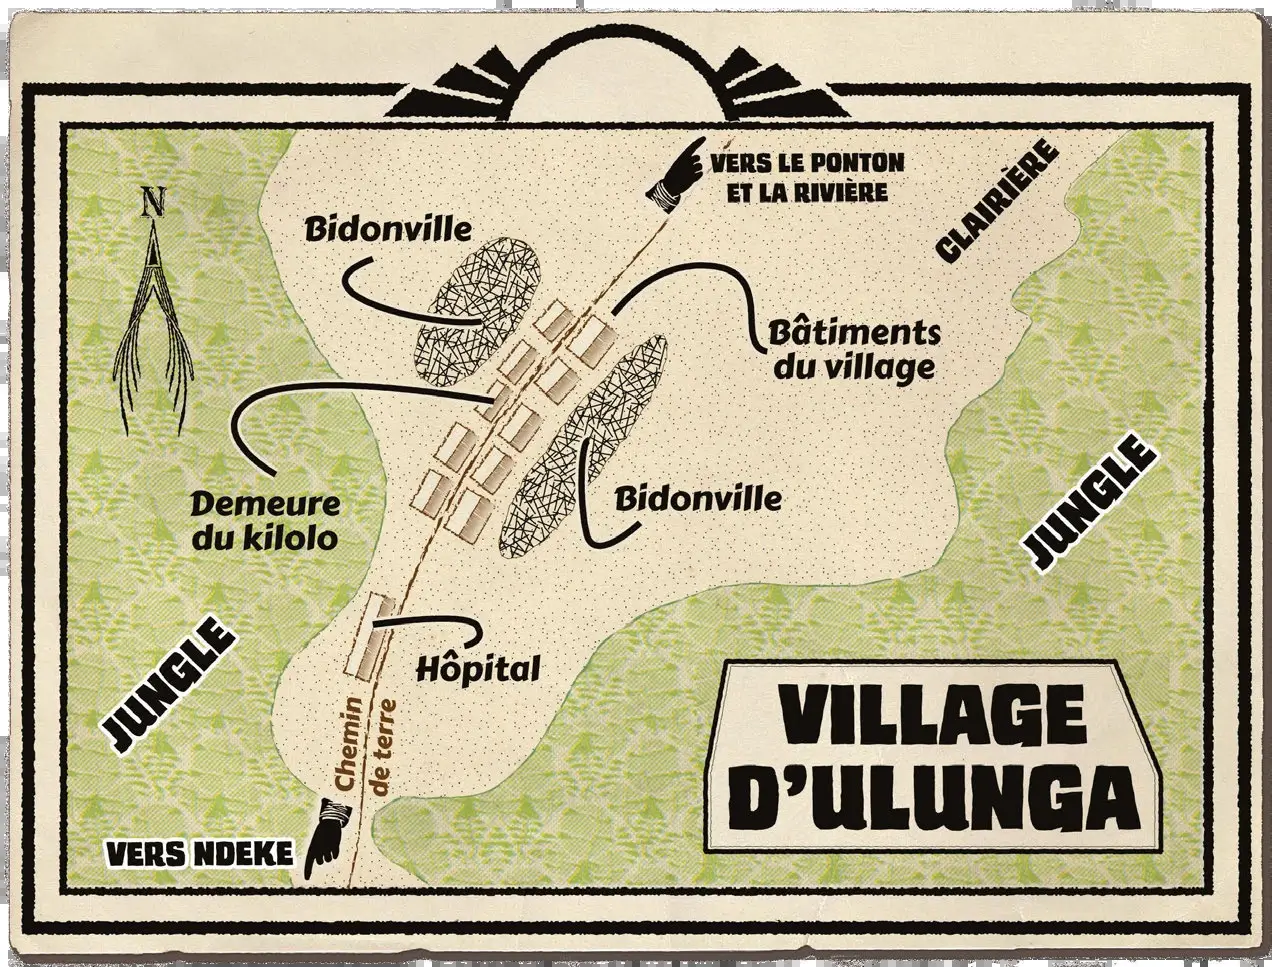 VERS LE PONTON
ET LA RIVIÈRE
CLAIRIÈRE
N
Bidonville
Bâtiments
du village
Demeure
du kilolo
Bidonville
JUNGLE
JUNGLE
Hôpital
Chemin
de terre
VILLAGE
D'ULUNGA
VERS NDEKE